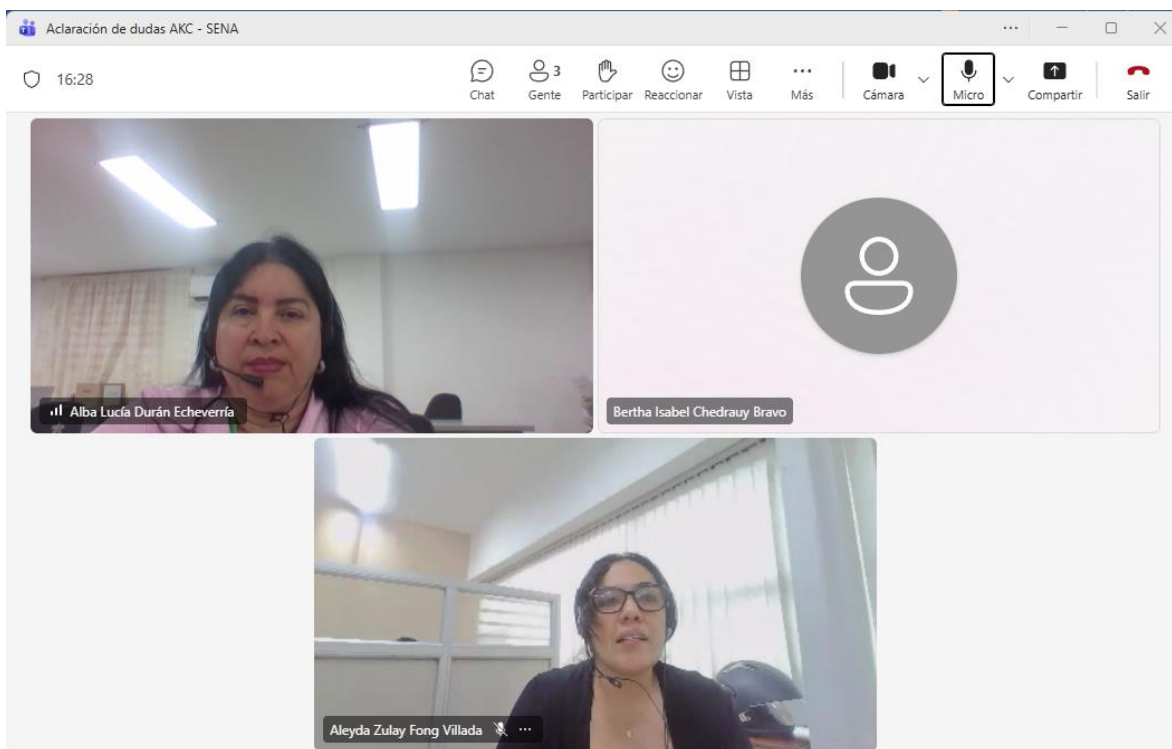 Aclaración de dudas AKC - SENA
16:28
3
Chat
Gente
Participar
Reaccionar
Vista
Más
Cámara
Micro
Compartir
Salir
Alba Lucía Durán Echeverría
Bertha Isabel Chedrauy Bravo
Aleyda Zulay Fong Villada